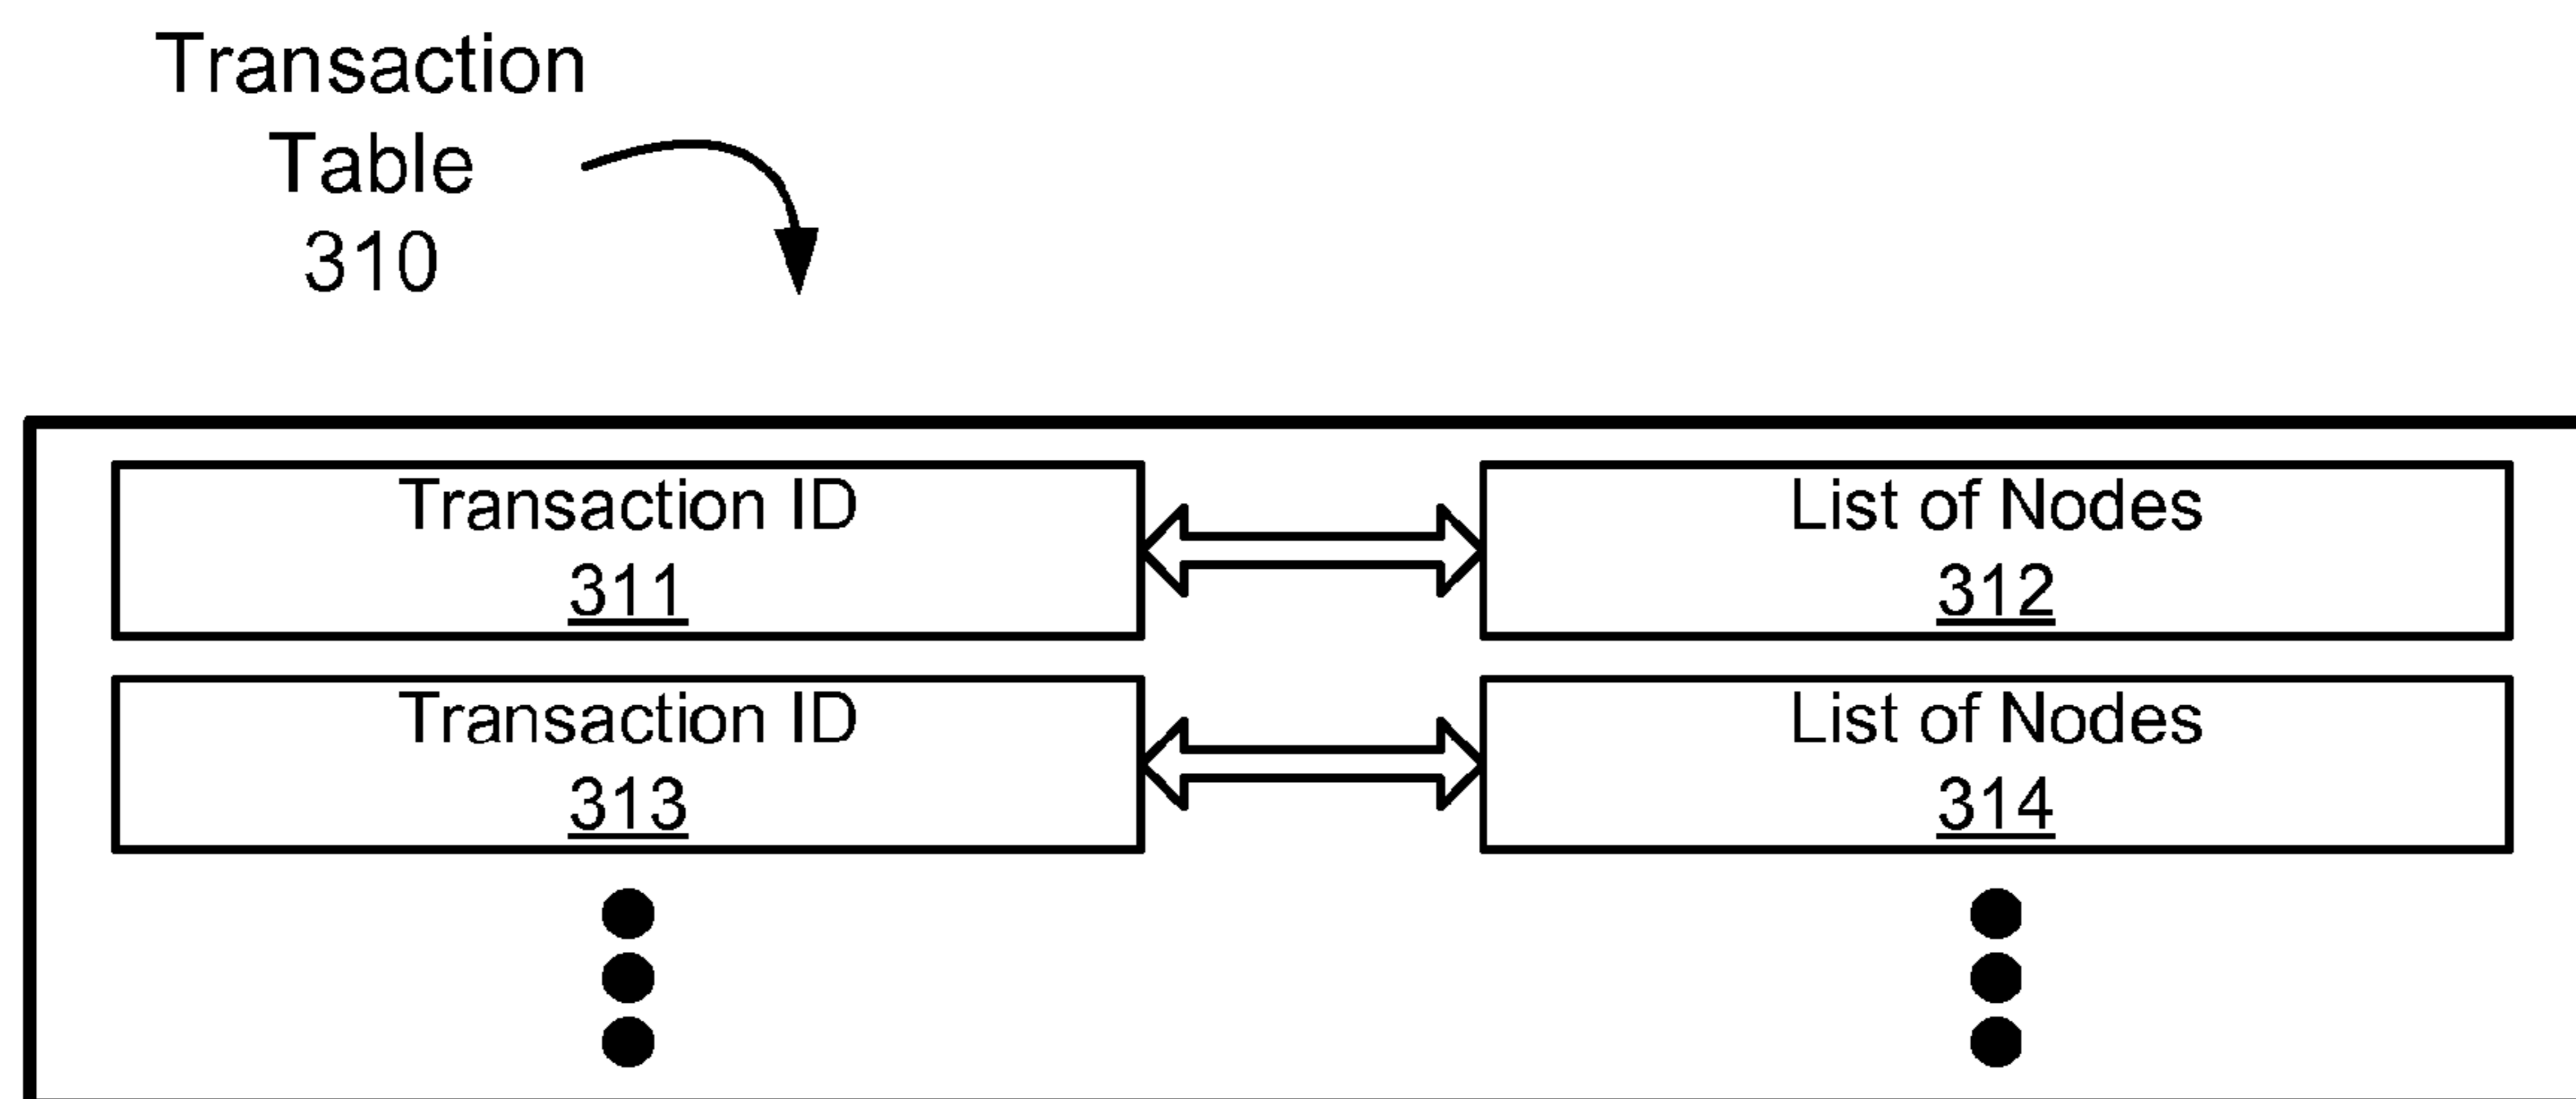 Transaction
Table
310
Transaction ID
311
List of Nodes
312
Transaction ID
313
List of Nodes
314